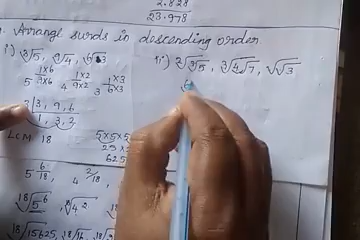 2.828
23.978
Arrange surds in descending order
i) ∛5, ⁹√4, ⁶√3
ii) ²√∛5, ∛⁴√7, √√3
5 1×6/3×6 4 1×2/9×2 3 1×3/6×3
3, 9, 6
1, 3, 2
LCM. 18
5×5×5
25×
625
5 6/18, 4 2/18,
¹⁸√5⁶, ¹⁸√4²,
¹⁸√15625, ¹⁸√16,